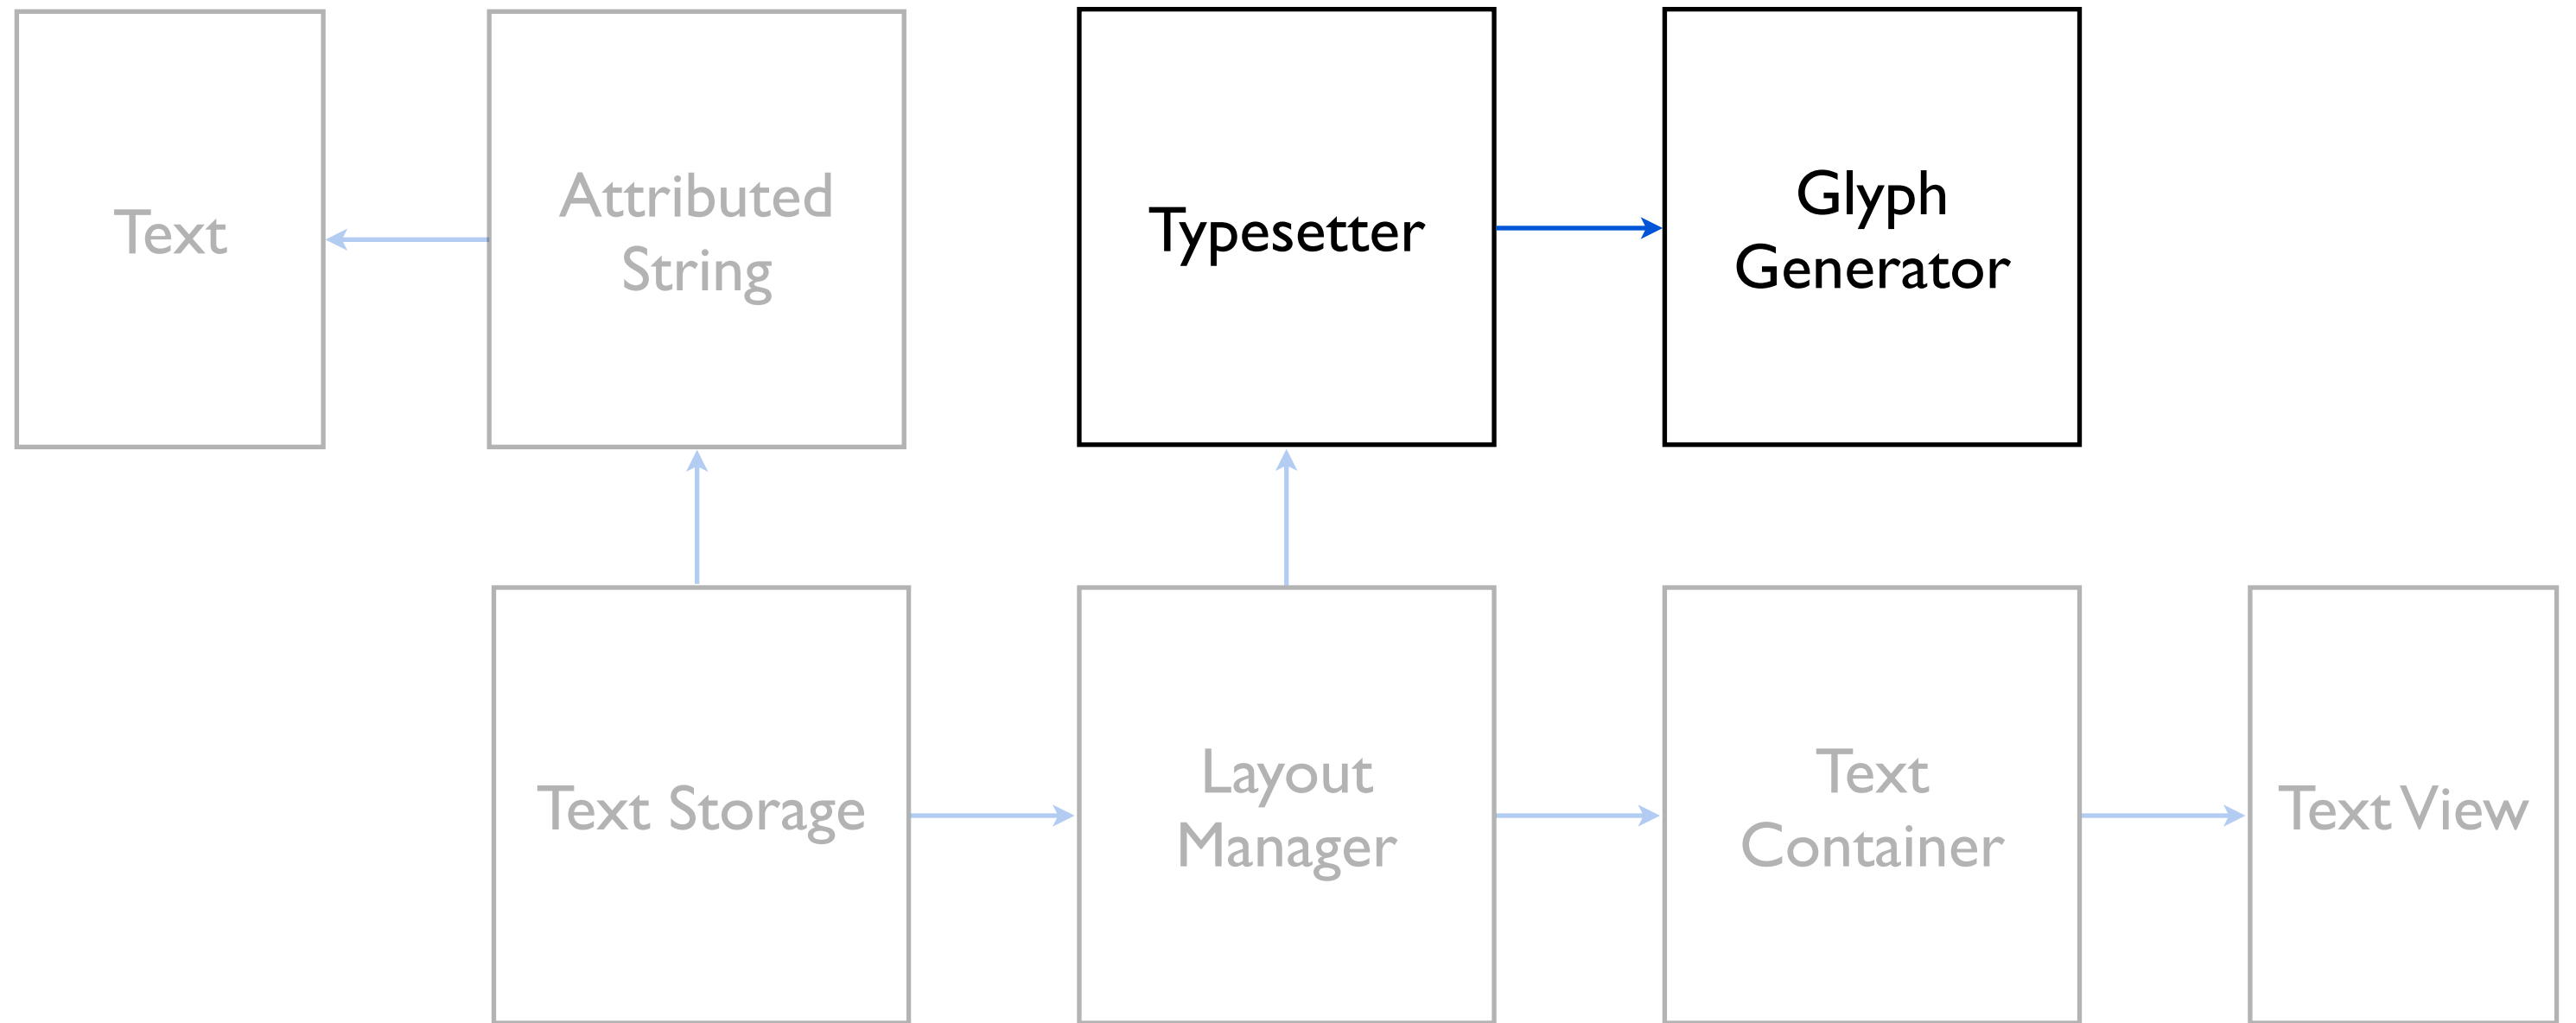 Text
Attributed
String
Typesetter
Glyph
Generator
Text Storage
Layout
Manager
Text
Container
Text View